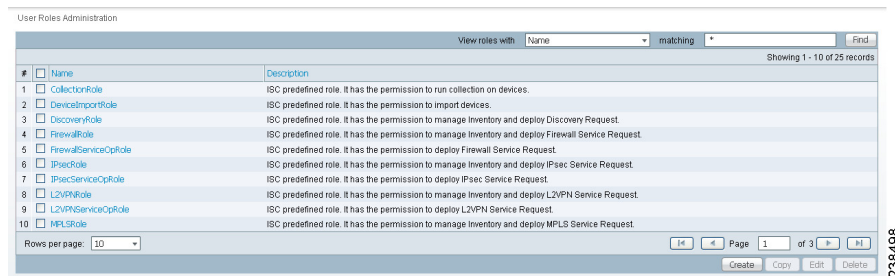 User Roles Administration
View roles with Name matching * Find
Showing 1 - 10 of 25 records
# Name Description
1 CollectionRole ISC predefined role. It has the permission to run collection on devices.
2 DeviceImportRole ISC predefined role. It has the permission to import devices.
3 DiscoveryRole ISC predefined role. It has the permission to manage Inventory and deploy Discovery Request.
4 FirewallRole ISC predefined role. It has the permission to manage Inventory and deploy Firewall Service Request.
5 FirewallServiceOpRole ISC predefined role. It has the permission to deploy Firewall Service Request.
6 IPsecRole ISC predefined role. It has the permission to manage Inventory and deploy IPsec Service Request.
7 IPsecServiceOpRole ISC predefined role. It has the permission to deploy IPsec Service Request.
8 L2VPNRole ISC predefined role. It has the permission to manage Inventory and deploy L2VPN Service Request.
9 L2VPNServiceOpRole ISC predefined role. It has the permission to deploy L2VPN Service Request.
10 MPLSRole ISC predefined role. It has the permission to manage Inventory and deploy MPLS Service Request.
Rows per page: 10 Page 1 of 3
Create Copy Edit Delete